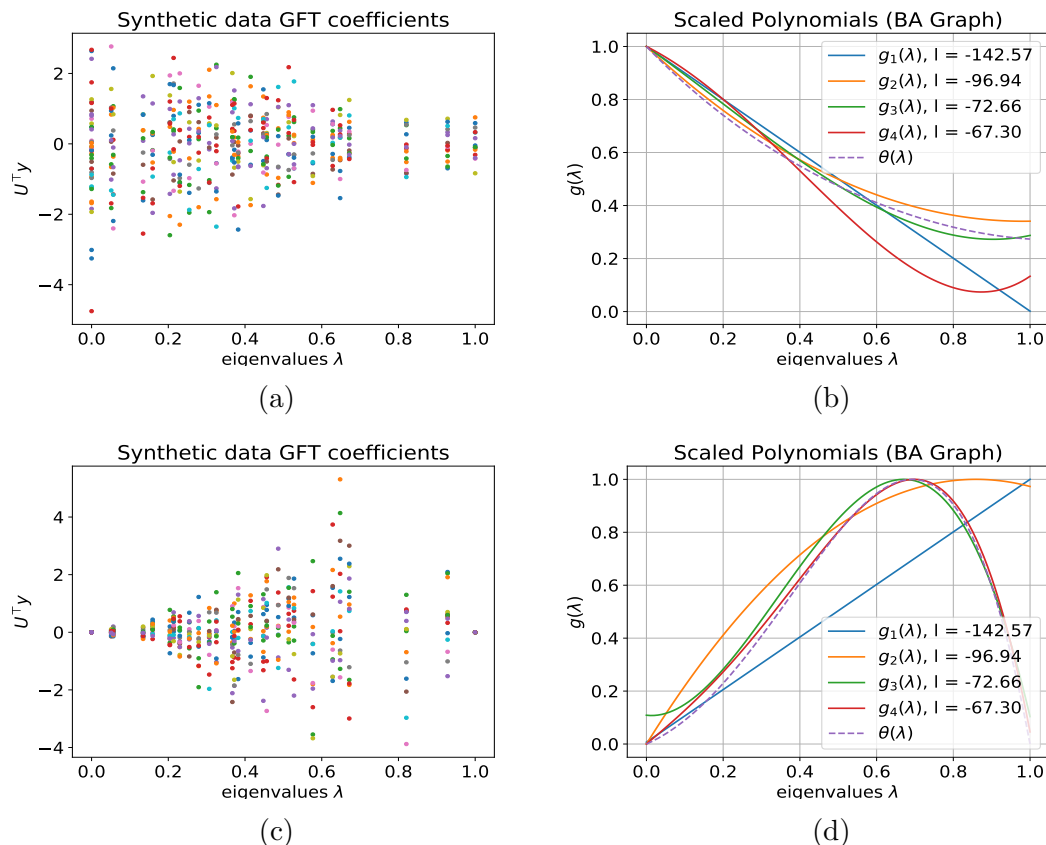 Synthetic data GFT coefficients
U⊤y
2
0
−2
−4
0.0 0.2 0.4 0.6 0.8 1.0
eigenvalues λ
(a)
Scaled Polynomials (BA Graph)
g(λ)
1.0
0.8
0.6
0.4
0.2
0.0
g₁(λ), l = -142.57
g₂(λ), l = -96.94
g₃(λ), l = -72.66
g₄(λ), l = -67.30
θ(λ)
0.0 0.2 0.4 0.6 0.8 1.0
eigenvalues λ
(b)
Synthetic data GFT coefficients
U⊤y
4
2
0
−2
−4
0.0 0.2 0.4 0.6 0.8 1.0
eigenvalues λ
(c)
Scaled Polynomials (BA Graph)
g(λ)
1.0
0.8
0.6
0.4
0.2
0.0
g₁(λ), l = -142.57
g₂(λ), l = -96.94
g₃(λ), l = -72.66
g₄(λ), l = -67.30
θ(λ)
0.0 0.2 0.4 0.6 0.8 1.0
eigenvalues λ
(d)